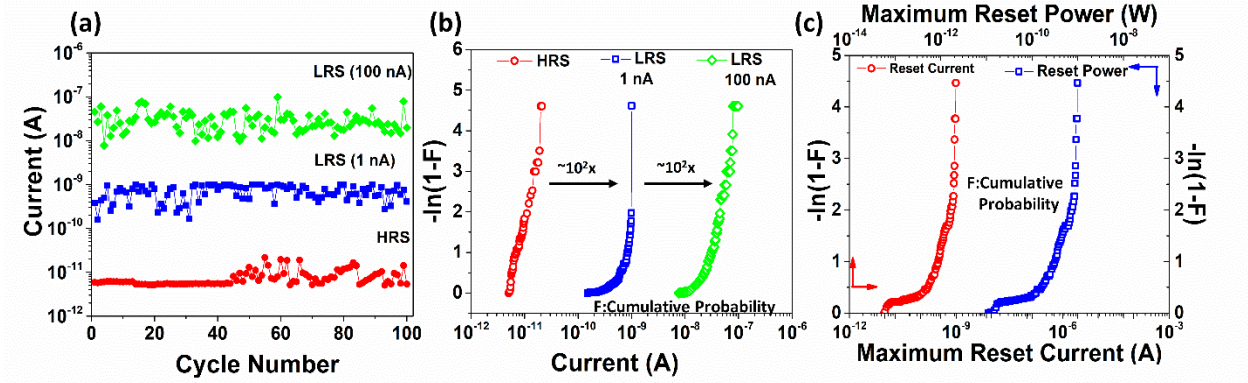 (a)
10⁻⁶
10⁻⁷
10⁻⁸
10⁻⁹
10⁻¹⁰
10⁻¹¹
10⁻¹²
Current (A)
LRS (100 nA)
LRS (1 nA)
HRS
0 20 40 60 80 100
Cycle Number
(b)
6
5
4
3
2
1
0
-ln(1-F)
HRS
LRS
1 nA
LRS
100 nA
~10²x
~10²x
F:Cumulative Probability
10⁻¹² 10⁻¹¹ 10⁻¹⁰ 10⁻⁹ 10⁻⁸ 10⁻⁷ 10⁻⁶
Current (A)
(c)
Maximum Reset Power (W)
10⁻¹⁴ 10⁻¹² 10⁻¹⁰ 10⁻⁸
5
4
3
2
1
0
-ln(1-F)
Reset Current
Reset Power
F:Cumulative
Probability
5
4
3
2
1
0
-ln(1-F)
10⁻¹² 10⁻⁹ 10⁻⁶ 10⁻³
Maximum Reset Current (A)